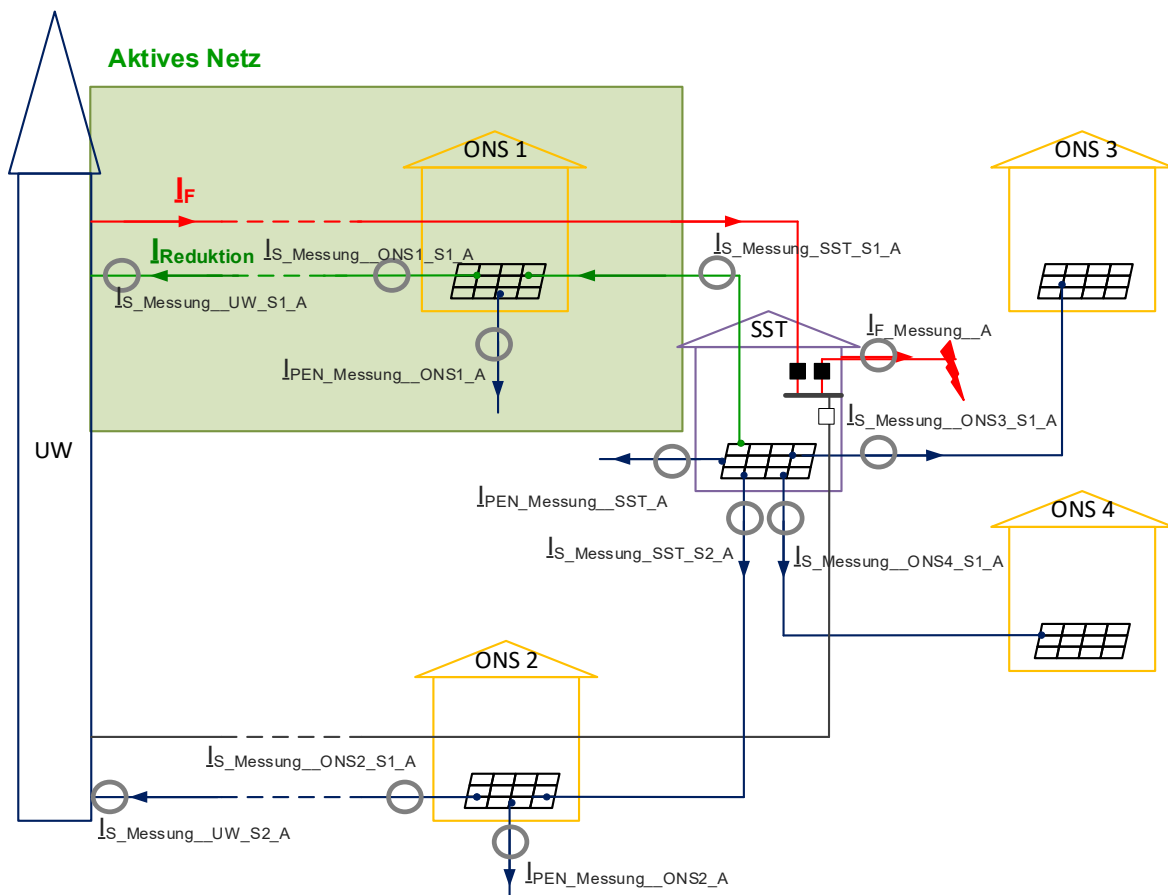 Aktives Netz
ONS 1
ONS 3
IF
IReduktion
IS_Messung__ONS1_S1_A
IS_Messung_SST_S1_A
IS_Messung__UW_S1_A
SST
IF_Messung__A
IPEN_Messung__ONS1_A
IS_Messung__ONS3_S1_A
UW
IPEN_Messung__SST_A
ONS 4
IS_Messung_SST_S2_A
IS_Messung__ONS4_S1_A
ONS 2
IS_Messung__ONS2_S1_A
IS_Messung__UW_S2_A
IPEN_Messung__ONS2_A